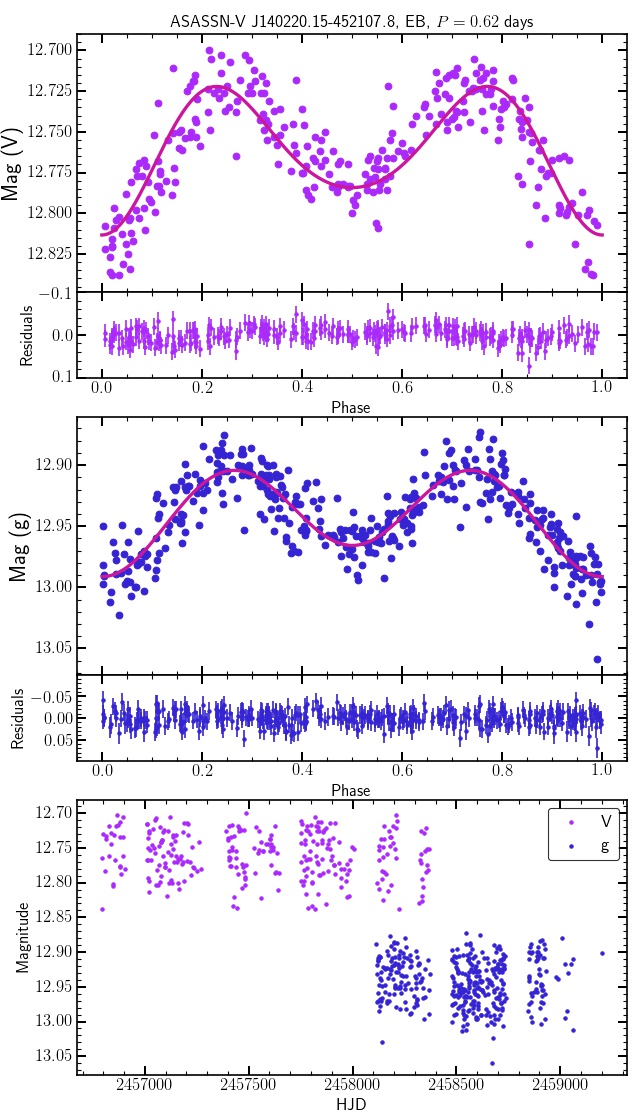 ASASSN-V J140220.15-452107.8, EB, P = 0.62 days
12.700
12.725
12.750
12.775
12.800
12.825
Mag (V)
−0.1
0.0
0.1
Residuals
0.0 0.2 0.4 0.6 0.8 1.0
Phase
12.90
12.95
13.00
13.05
Mag (g)
−0.05
0.00
0.05
Residuals
0.0 0.2 0.4 0.6 0.8 1.0
Phase
12.70
12.75
12.80
12.85
12.90
12.95
13.00
13.05
Magnitude
V
g
2457000 2457500 2458000 2458500 2459000
HJD